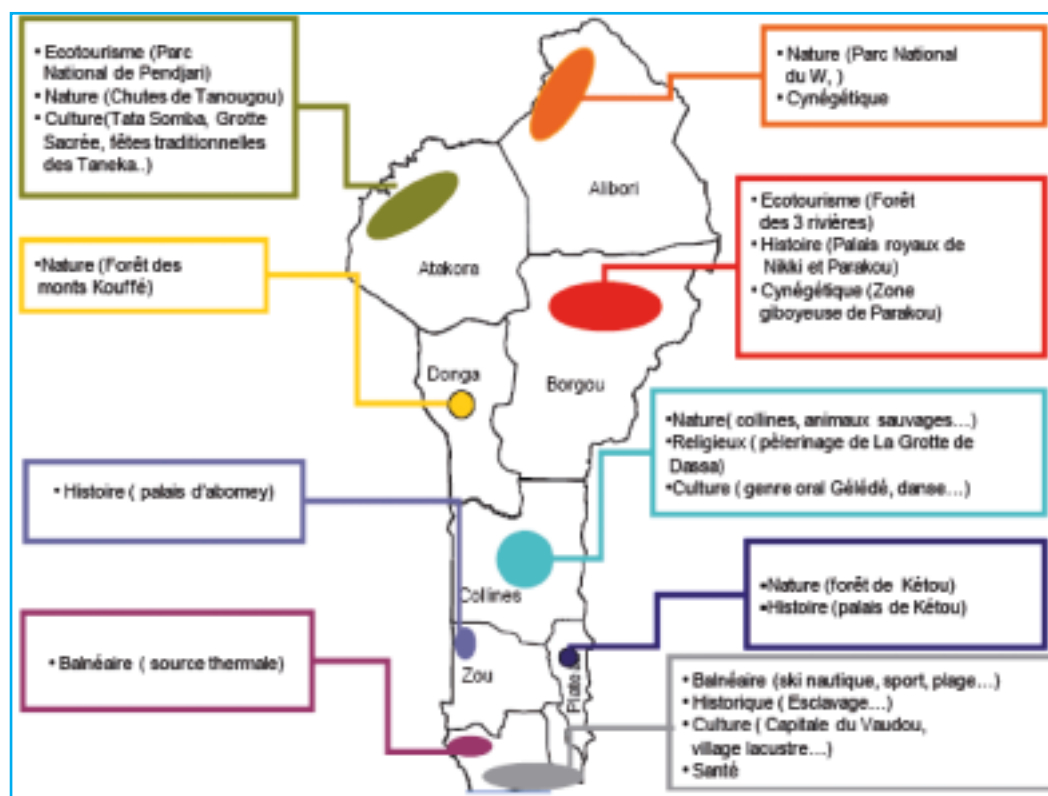 • Ecotourisme (Parc
National de Pendjari)
• Nature (Chutes de Tanougou)
• Culture(Tata Somba, Grotte
Sacrée, fêtes traditionnelles
des Taneka..)
• Nature (Parc National
du W, )
• Cynégétique
Alibori
Atakora
• Ecotourisme (Forêt
des 3 rivières)
• Histoire (Palais royaux de
Nikki et Parakou)
• Cynégétique (Zone
giboyeuse de Parakou)
•Nature (Forêt des
monts Kouffé)
Donga
Borgou
•Nature( collines, animaux sauvages...)
•Religieux ( pèlerinage de La Grotte de
Dassa)
•Culture ( genre oral Gélédé, danse...)
• Histoire ( palais d'abomey)
Collines
•Nature (forêt de Kétou)
•Histoire (palais de Kétou)
Zou
• Balnéaire ( source thermale)
• Balnéaire (ski nautique, sport, plage...)
• Historique ( Esclavage...)
• Culture ( Capitale du Vaudou,
village lacustre...)
• Santé